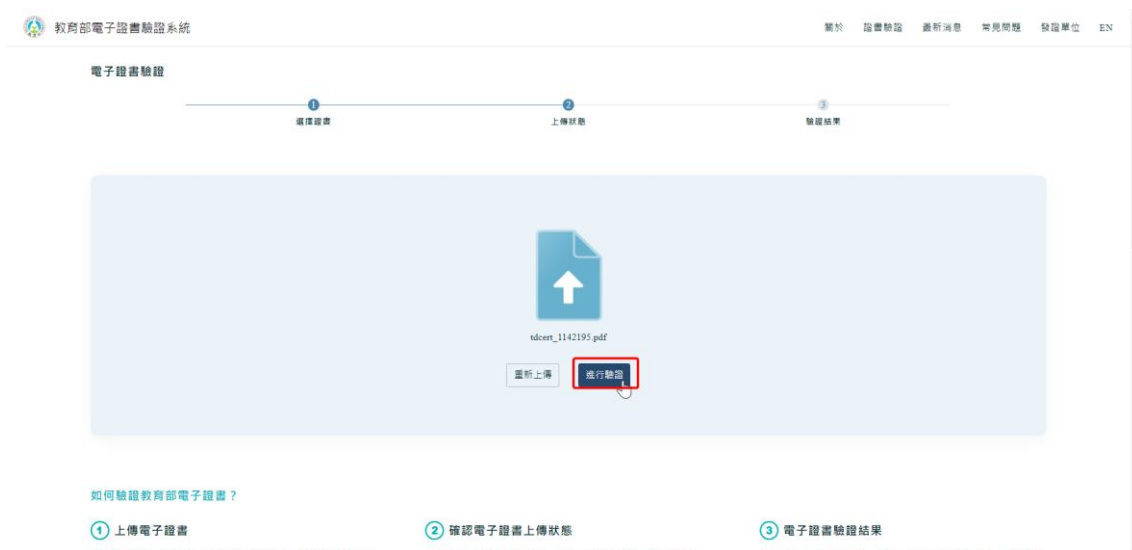 教育部電子證書驗證系統
關於 證書驗證 最新消息 常見問題 發證單位 EN
電子證書驗證
1 2 3
選擇證書 上傳狀態 驗證結果
tdcert_1142195.pdf
重新上傳 進行驗證
如何驗證教育部電子證書？
1 上傳電子證書 2 確認電子證書上傳狀態 3 電子證書驗證結果